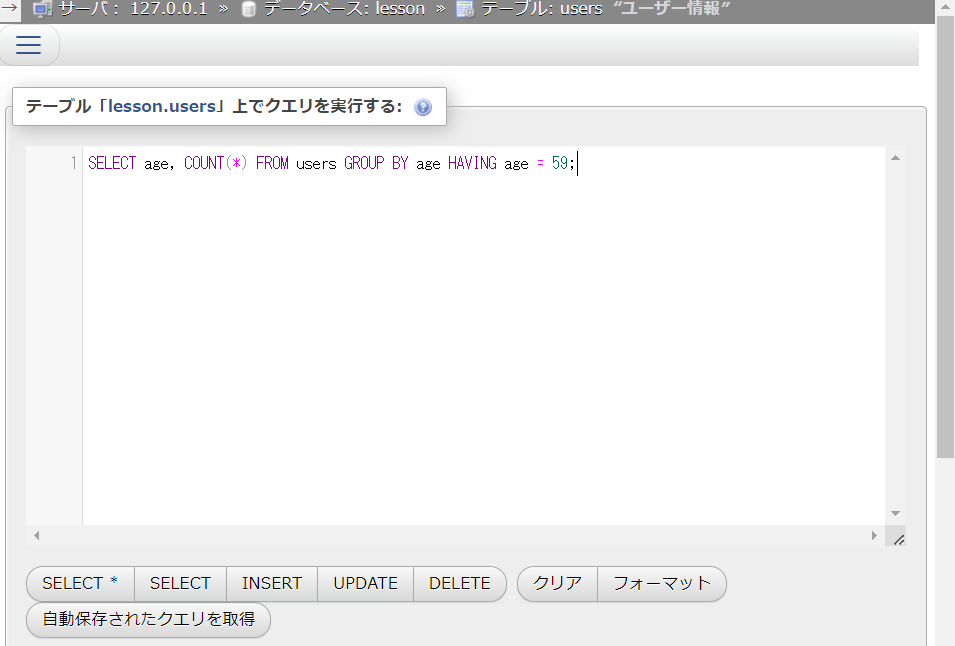 → サーバ: 127.0.0.1 » データベース: lesson » テーブル: users “ユーザー情報”
テーブル「lesson.users」上でクエリを実行する:
1 SELECT age, COUNT(*) FROM users GROUP BY age HAVING age = 59;
SELECT * SELECT INSERT UPDATE DELETE クリア フォーマット
自動保存されたクエリを取得